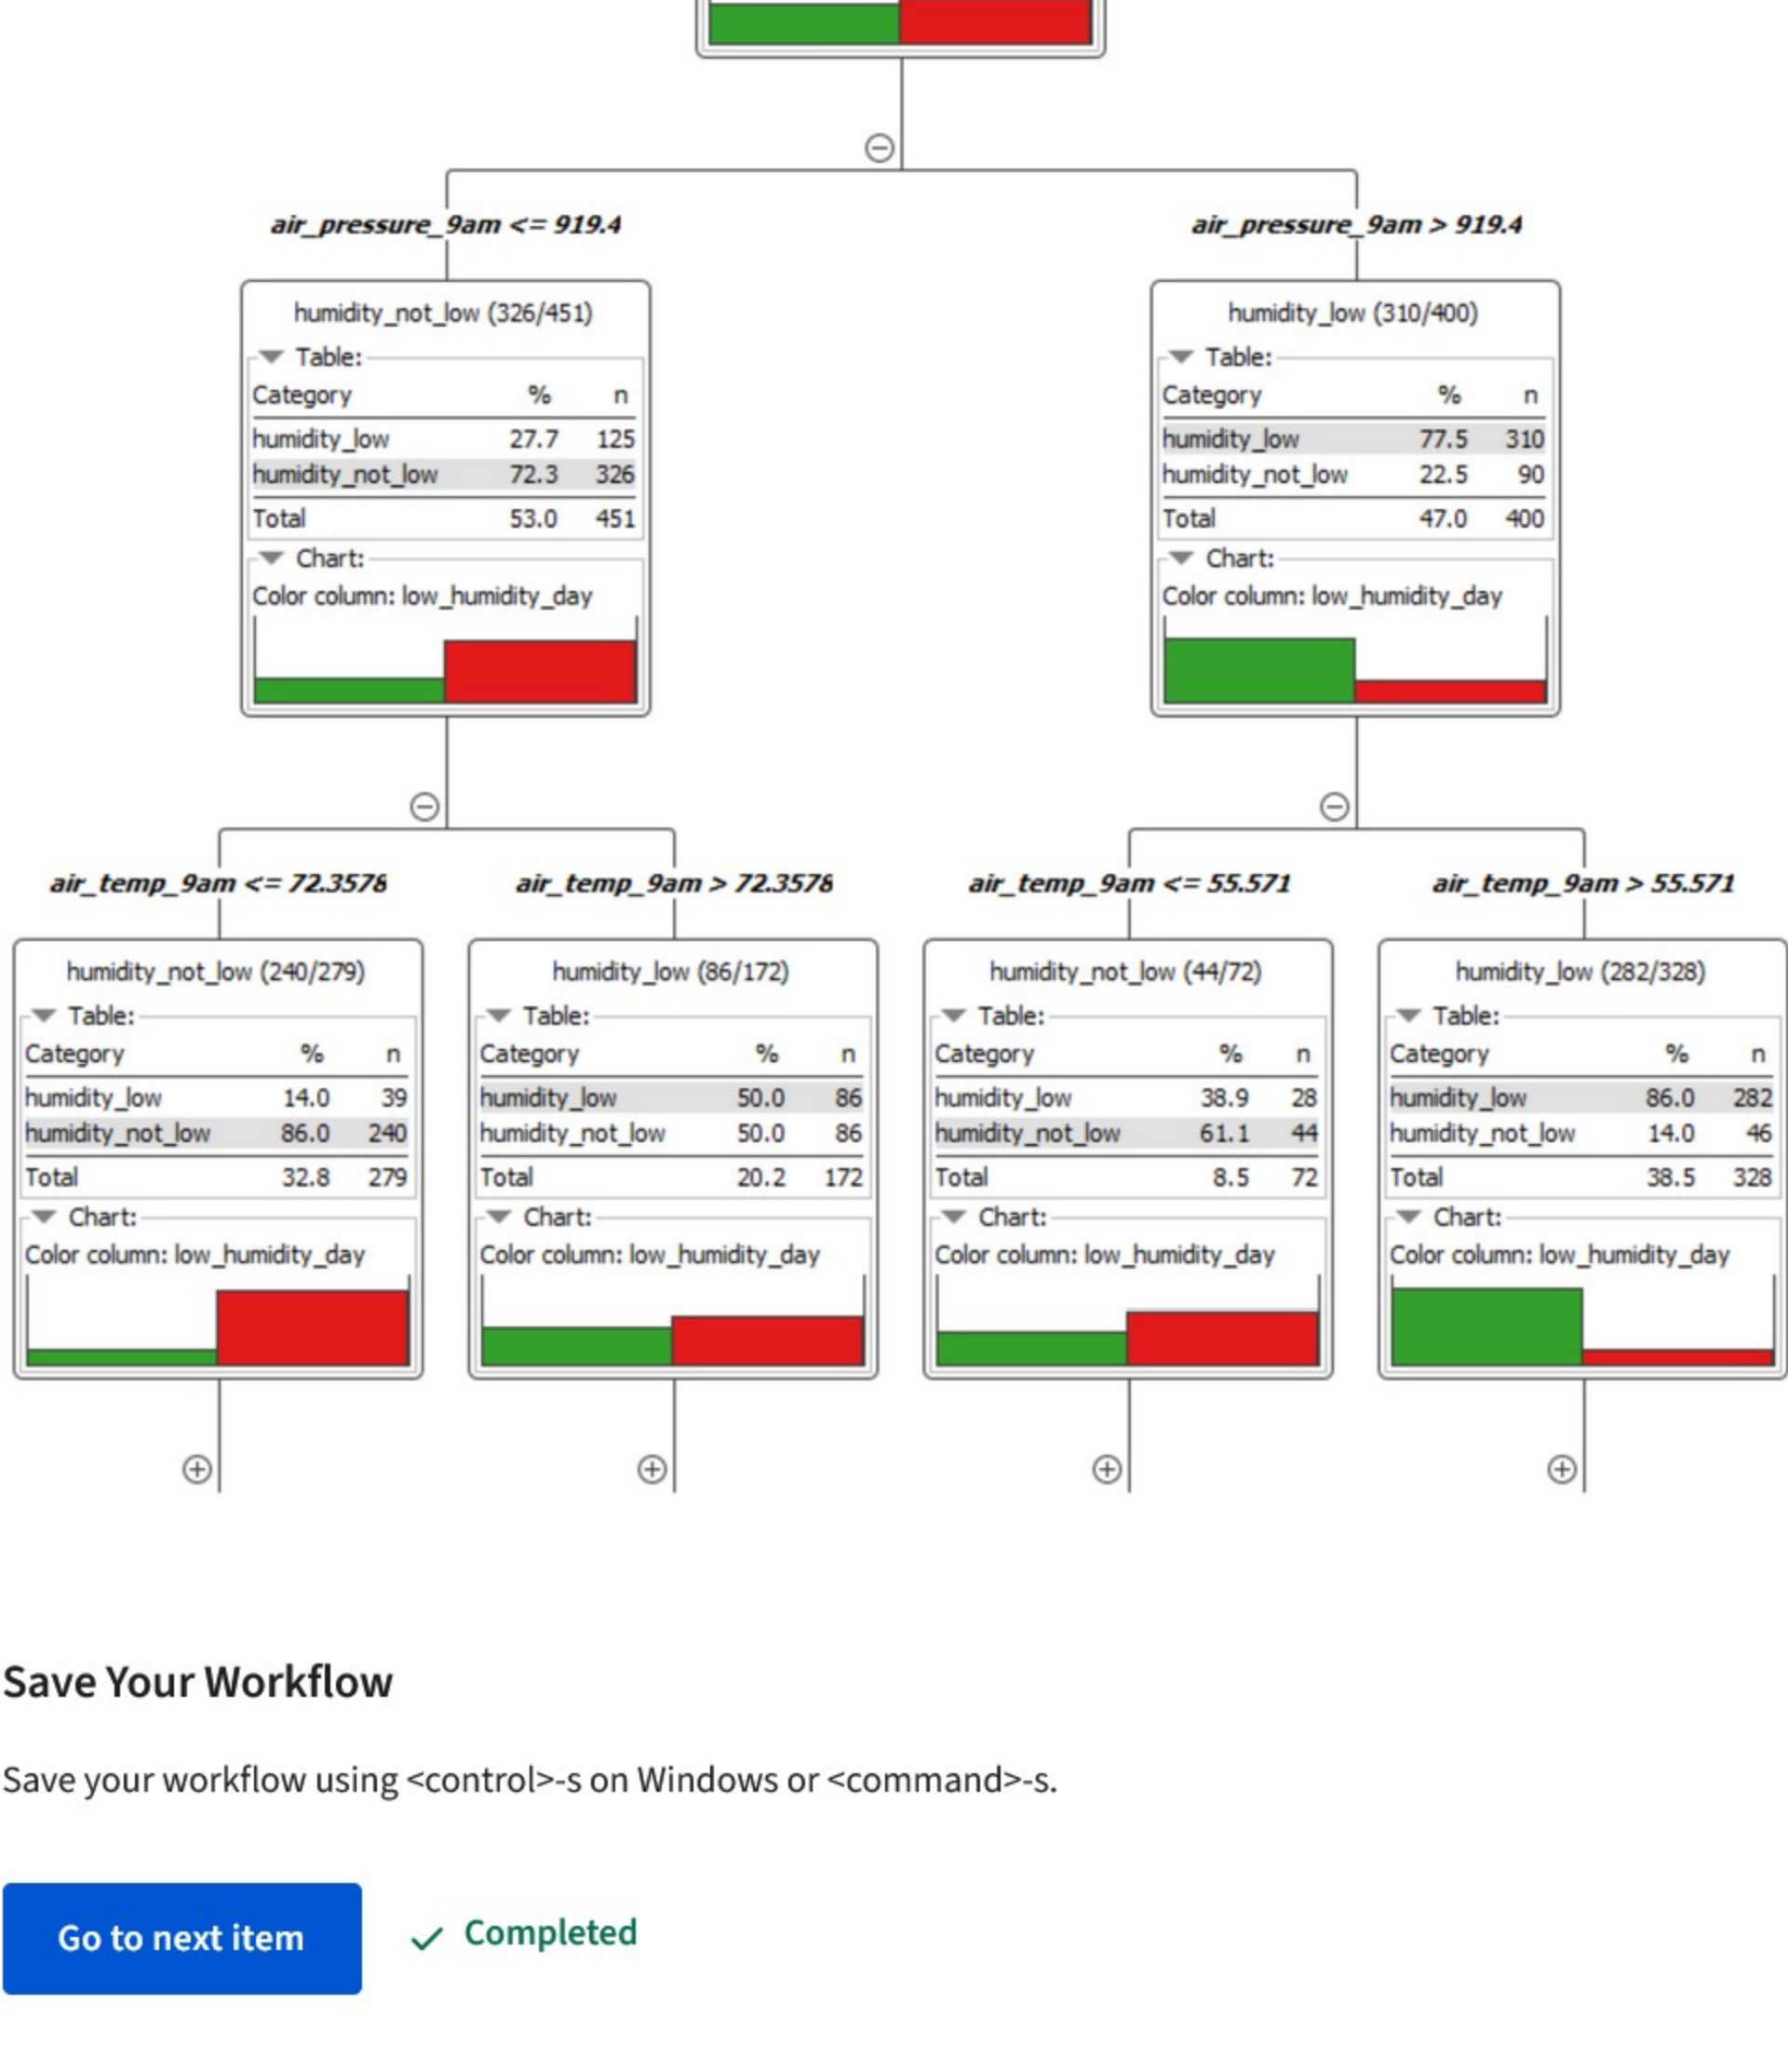 air_pressure_9am <= 919.4
air_pressure_9am > 919.4
humidity_not_low (326/451)
Table:
Category % n
humidity_low 27.7 125
humidity_not_low 72.3 326
Total 53.0 451
Chart:
Color column: low_humidity_day
humidity_low (310/400)
Table:
Category % n
humidity_low 77.5 310
humidity_not_low 22.5 90
Total 47.0 400
Chart:
Color column: low_humidity_day
air_temp_9am <= 72.3578
air_temp_9am > 72.3578
air_temp_9am <= 55.571
air_temp_9am > 55.571
humidity_not_low (240/279)
Table:
Category % n
humidity_low 14.0 39
humidity_not_low 86.0 240
Total 32.8 279
Chart:
Color column: low_humidity_day
humidity_low (86/172)
Table:
Category % n
humidity_low 50.0 86
humidity_not_low 50.0 86
Total 20.2 172
Chart:
Color column: low_humidity_day
humidity_not_low (44/72)
Table:
Category % n
humidity_low 38.9 28
humidity_not_low 61.1 44
Total 8.5 72
Chart:
Color column: low_humidity_day
humidity_low (282/328)
Table:
Category % n
humidity_low 86.0 282
humidity_not_low 14.0 46
Total 38.5 328
Chart:
Color column: low_humidity_day
Save Your Workflow
Save your workflow using <control>-s on Windows or <command>-s.
Go to next item
Completed